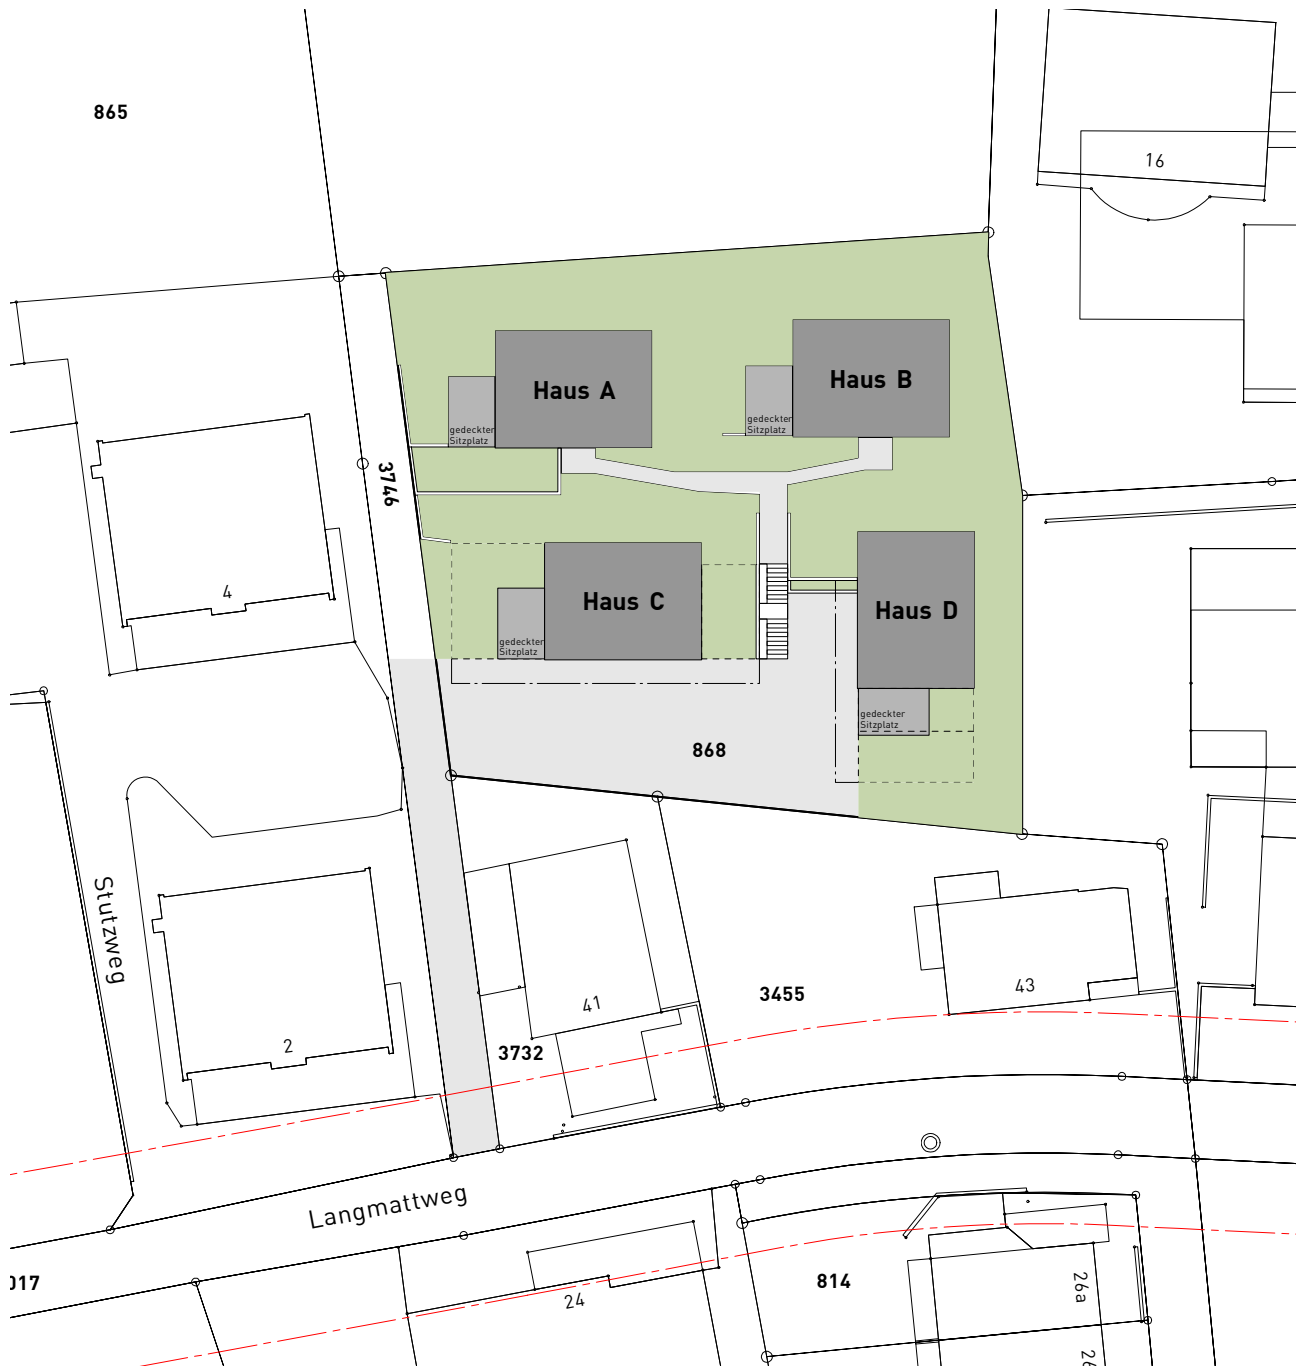 865
16
Haus A
Haus B
gedeckter
Sitzplatz
gedeckter
Sitzplatz
3746
4
Haus C
Haus D
gedeckter
Sitzplatz
gedeckter
Sitzplatz
868
Stutzweg
2
41
3732
3455
43
Langmattweg
017
24
814
26a